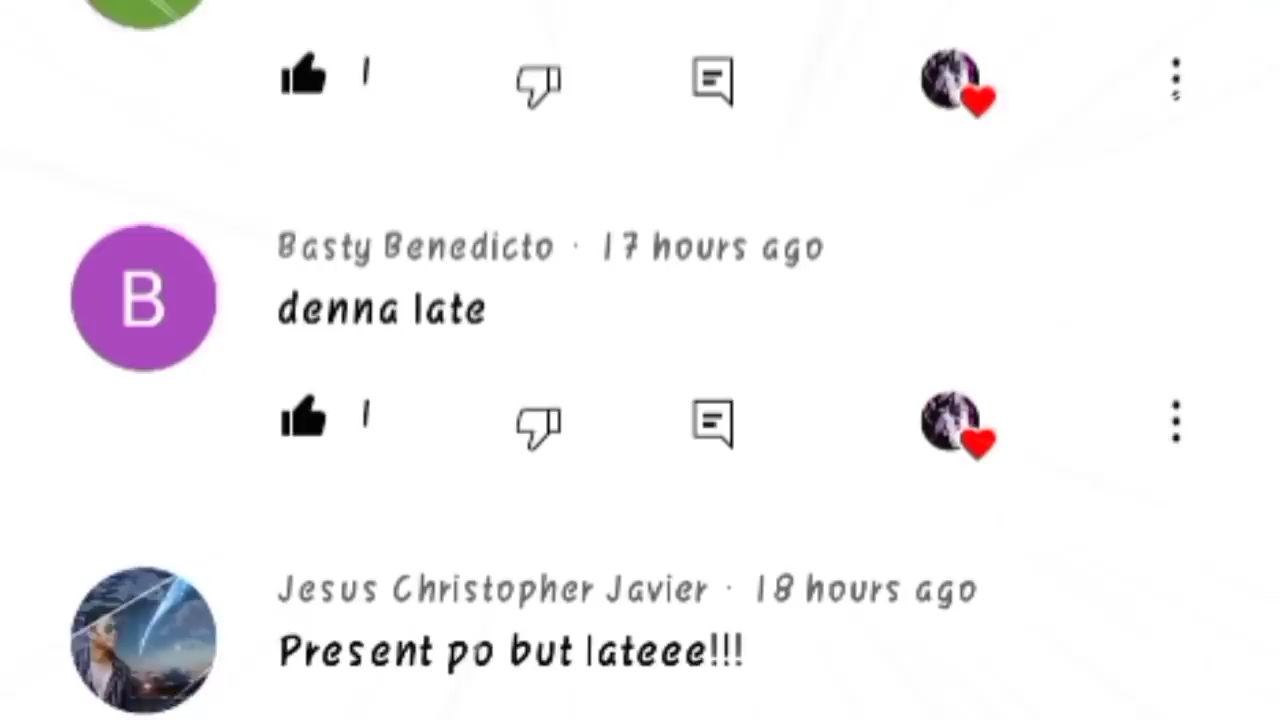 1
Basty Benedicto · 17 hours ago
denna late
1
B
Jesus Christopher Javier · 18 hours ago
Present po but lateee!!!